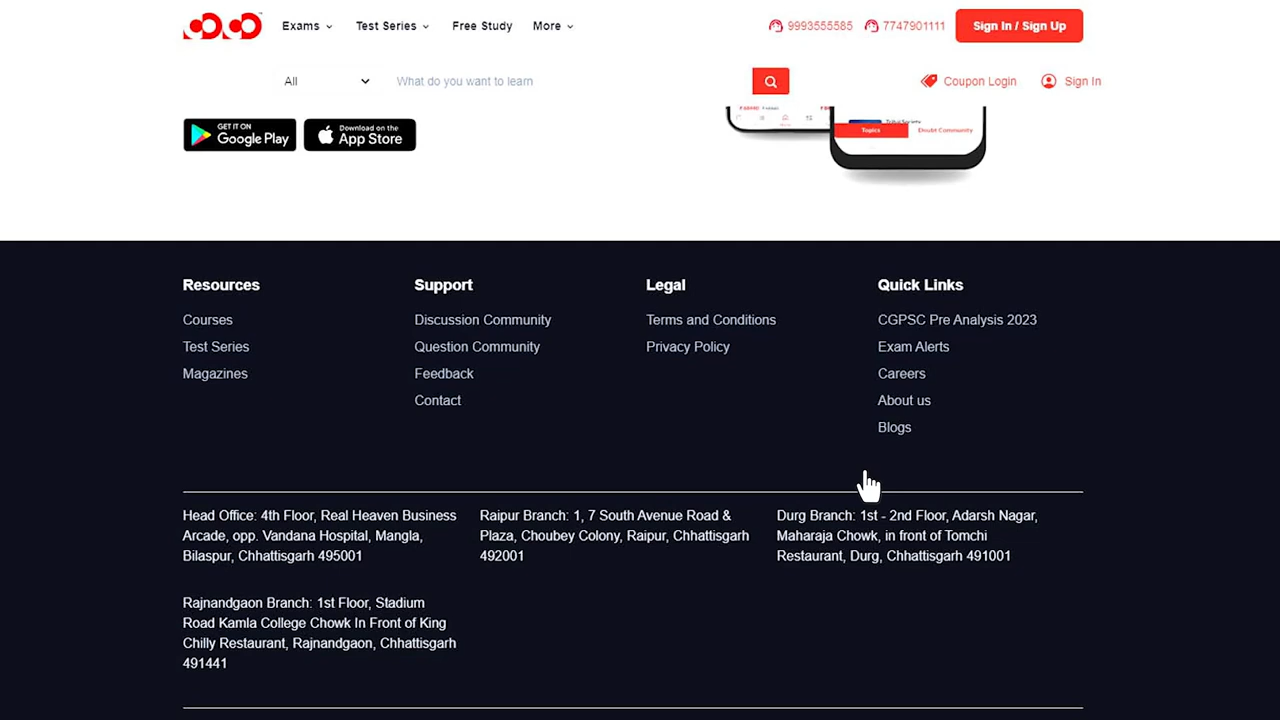 Exams
Test Series
Free Study
More
9993555585
7747901111
Sign In / Sign Up
All
What do you want to learn
Coupon Login
Sign In
GET IT ON
Google Play
Download on the
App Store
Topics
Doubt Community
Resources
Courses
Test Series
Magazines
Support
Discussion Community
Question Community
Feedback
Contact
Legal
Terms and Conditions
Privacy Policy
Quick Links
CGPSC Pre Analysis 2023
Exam Alerts
Careers
About us
Blogs
Head Office: 4th Floor, Real Heaven Business
Arcade, opp. Vandana Hospital, Mangla,
Bilaspur, Chhattisgarh 495001
Raipur Branch: 1, 7 South Avenue Road &
Plaza, Choubey Colony, Raipur, Chhattisgarh
492001
Durg Branch: 1st - 2nd Floor, Adarsh Nagar,
Maharaja Chowk, in front of Tomchi
Restaurant, Durg, Chhattisgarh 491001
Rajnandgaon Branch: 1st Floor, Stadium
Road Kamla College Chowk In Front of King
Chilly Restaurant, Rajnandgaon, Chhattisgarh
491441